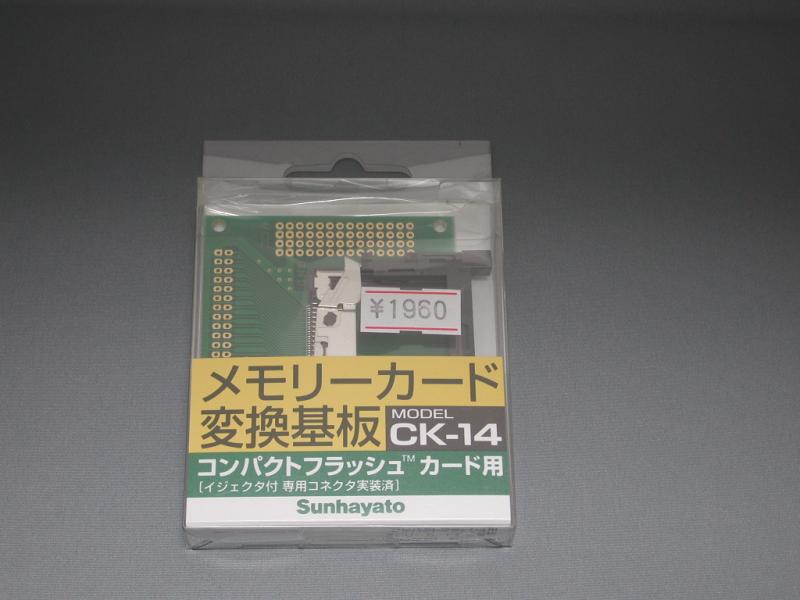 ¥1960
メモリーカード
変換基板
MODEL
CK-14
コンパクトフラッシュ™カード用
[イジェクタ付 専用コネクタ実装済]
Sunhayato